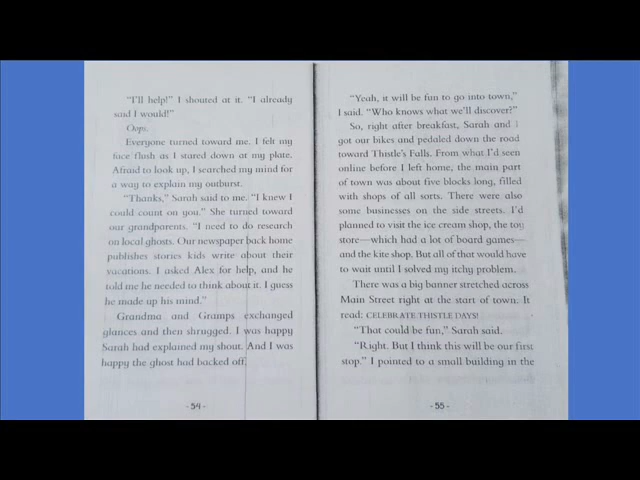 "I'll help!" I shouted at it. "I already
said I would!"
Oops.
Everyone turned toward me. I felt my
face flush as I stared down at my plate.
Afraid to look up, I searched my mind for
a way to explain my outburst.
"Thanks," Sarah said to me. "I knew I
could count on you." She turned toward
our grandparents. "I need to do research
on local ghosts. Our newspaper back home
publishes stories kids write about their
vacations. I asked Alex for help, and he
told me he needed to think about it. I guess
he made up his mind."
Grandma and Gramps exchanged
glances and then shrugged. I was happy
Sarah had explained my shout. And I was
happy the ghost had backed off.
- 54 -
"Yeah, it will be fun to go into town,"
I said. "Who knows what we'll discover?"
So, right after breakfast, Sarah and I
got our bikes and pedaled down the road
toward Thistle's Falls. From what I'd seen
online before I left home, the main part
of town was about five blocks long, filled
with shops of all sorts. There were also
some businesses on the side streets. I'd
planned to visit the ice cream shop, the toy
store—which had a lot of board games—
and the kite shop. But all of that would have
to wait until I solved my itchy problem.
There was a big banner stretched across
Main Street right at the start of town. It
read: CELEBRATE THISTLE DAYS!
"That could be fun," Sarah said.
"Right. But I think this will be our first
stop." I pointed to a small building in the
- 55 -